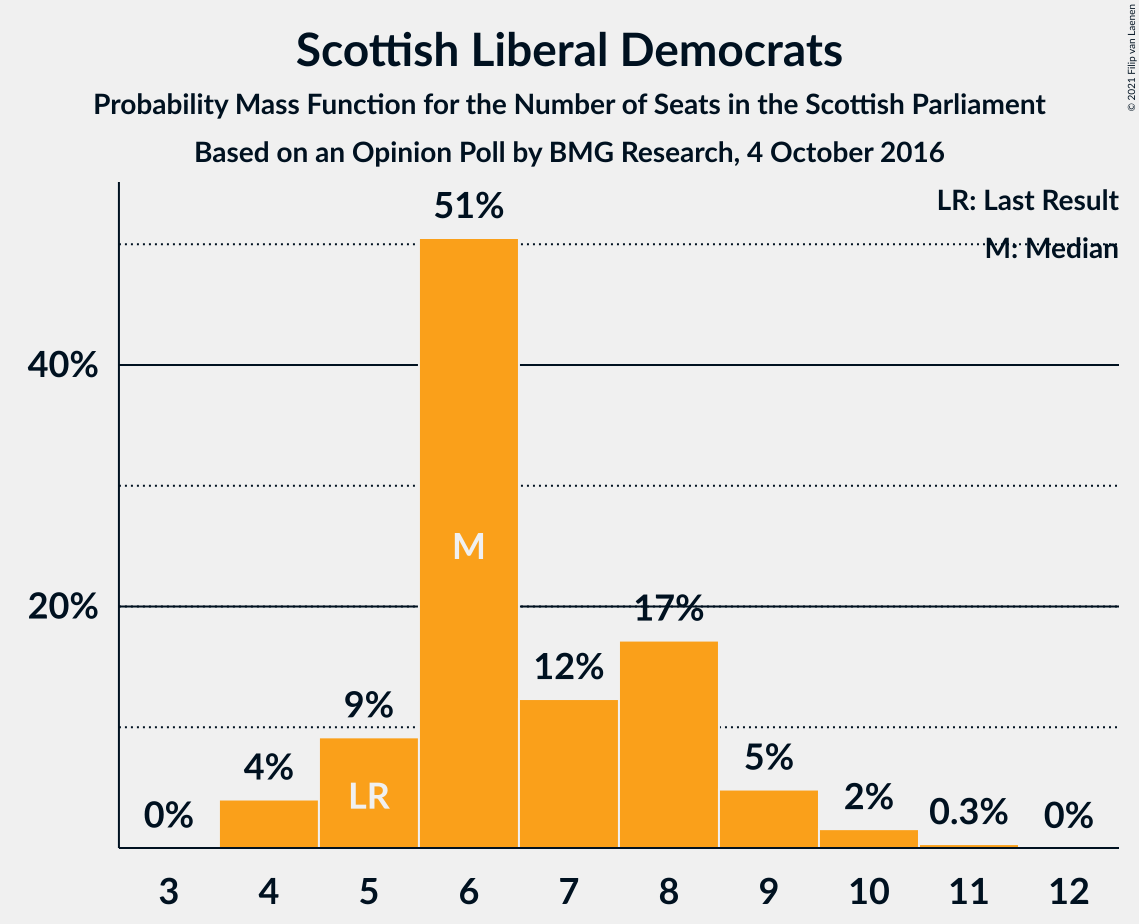 Scottish Liberal Democrats
Probability Mass Function for the Number of Seats in the Scottish Parliament
Based on an Opinion Poll by BMG Research, 4 October 2016
© 2021 Filip van Laenen
LR: Last Result
M: Median
51%
40%
M
20%
17%
12%
9%
5%
4%
LR
2%
0.3%
0%
0%
3 4 5 6 7 8 9 10 11 12